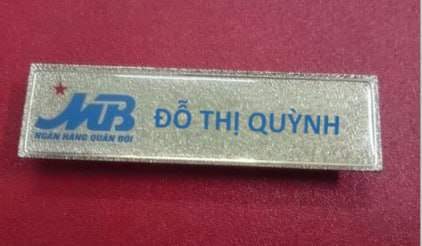 MB
NGÂN HÀNG QUÂN ĐỘI
ĐỖ THỊ QUỲNH